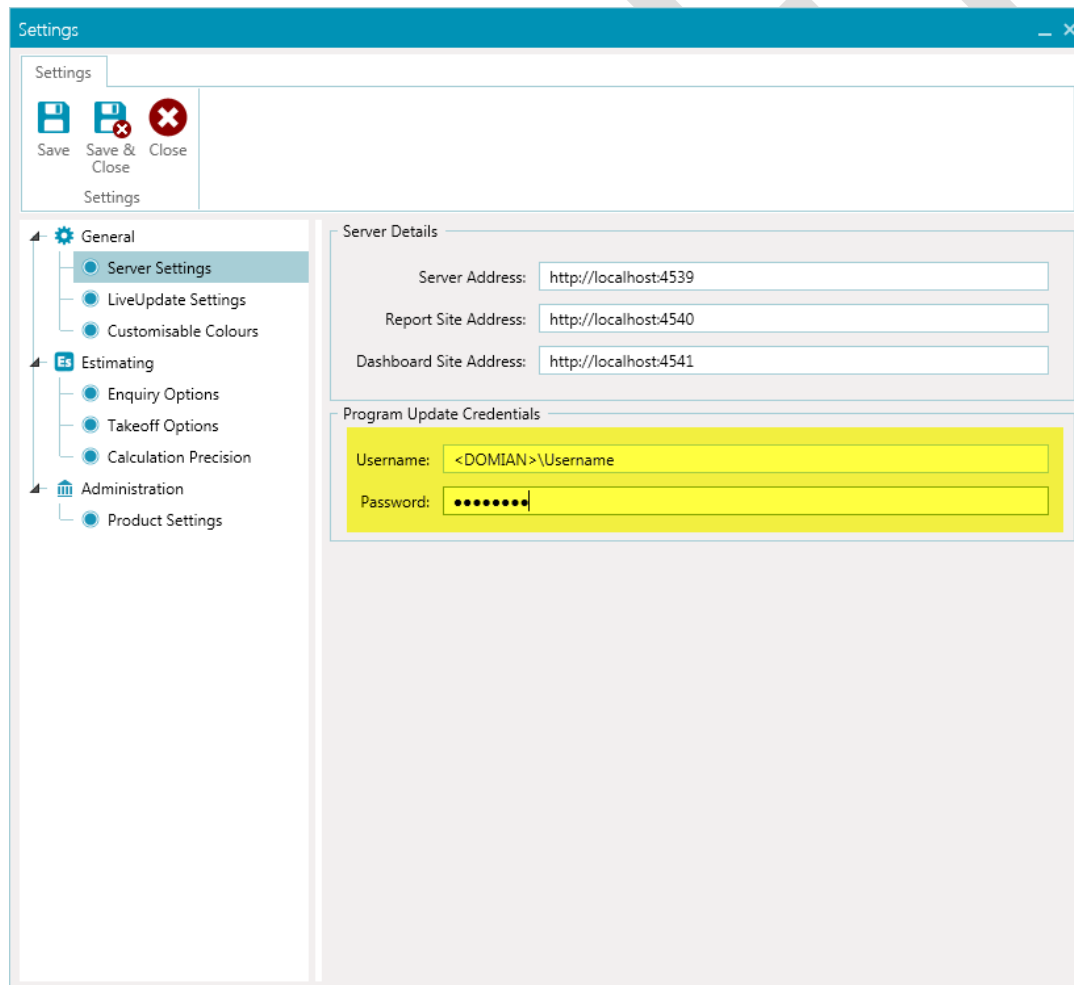 Settings
Settings
Save
Save & Close
Close
Settings
General
Server Settings
LiveUpdate Settings
Customisable Colours
Es Estimating
Enquiry Options
Takeoff Options
Calculation Precision
Administration
Product Settings
Server Details
Server Address: http://localhost:4539
Report Site Address: http://localhost:4540
Dashboard Site Address: http://localhost:4541
Program Update Credentials
Username: <DOMIAN>\Username
Password: ●●●●●●●●